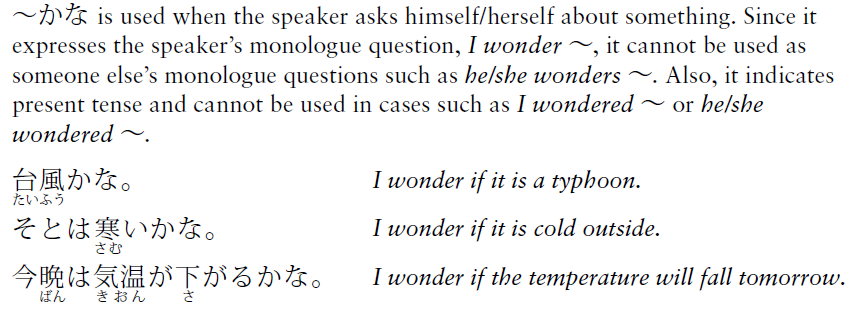 ～かな is used when the speaker asks himself/herself about something. Since it
expresses the speaker's monologue question, I wonder ～, it cannot be used as
someone else's monologue questions such as he/she wonders ～. Also, it indicates
present tense and cannot be used in cases such as I wondered ～ or he/she
wondered ～.
台風かな。 I wonder if it is a typhoon.
たいふう
そとは寒いかな。 I wonder if it is cold outside.
さむ
今晩は気温が下がるかな。 I wonder if the temperature will fall tomorrow.
ばん きおん さ